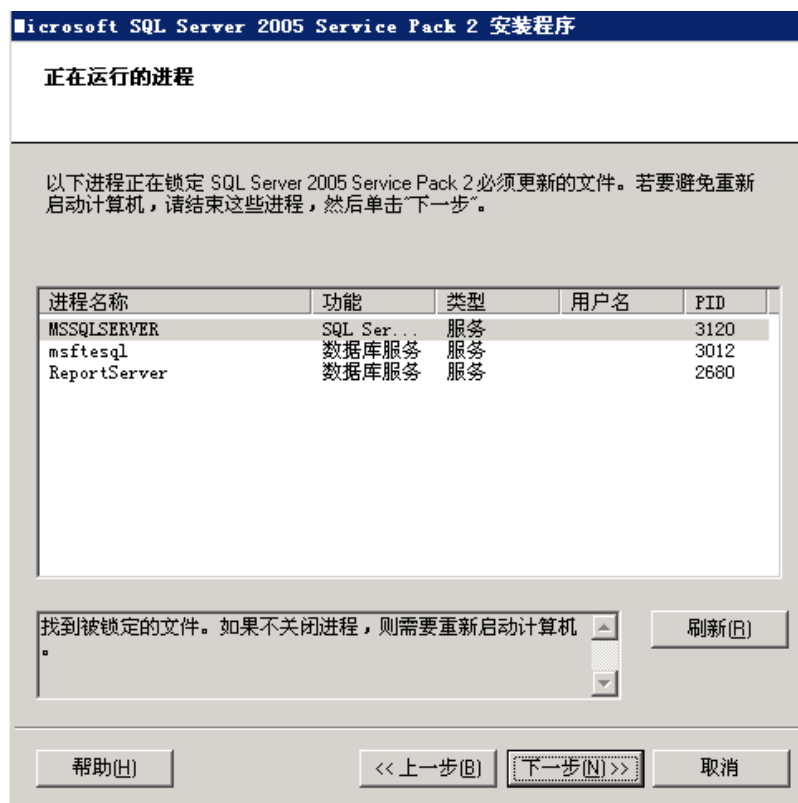 Microsoft SQL Server 2005 Service Pack 2 安装程序
正在运行的进程
以下进程正在锁定 SQL Server 2005 Service Pack 2 必须更新的文件。若要避免重新
启动计算机，请结束这些进程，然后单击"下一步"。
进程名称 功能 类型 用户名 PID
MSSQLSERVER SQL Ser... 服务 3120
msftesql 数据库服务 服务 3012
ReportServer 数据库服务 服务 2680
找到被锁定的文件。如果不关闭进程，则需要重新启动计算机
。
刷新(R)
帮助(H) <<上一步(B) 下一步(N)>> 取消